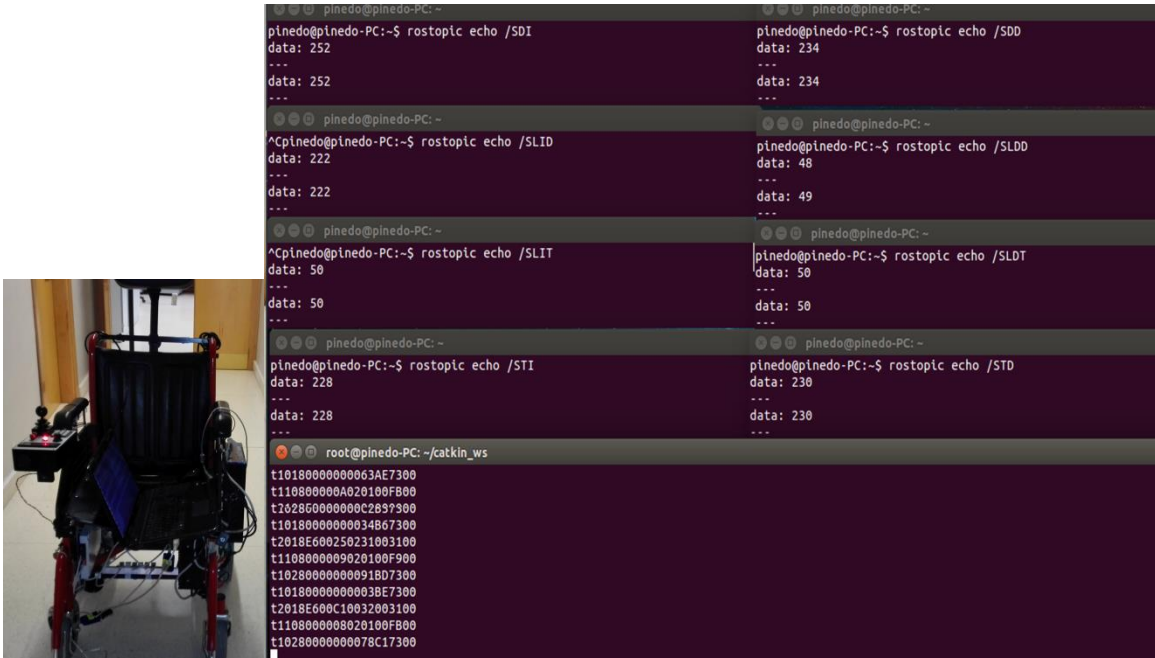 pinedo@pinedo-PC: ~
pinedo@pinedo-PC:~$ rostopic echo /SDI
data: 252
---
data: 252
---
pinedo@pinedo-PC: ~
pinedo@pinedo-PC:~$ rostopic echo /SDD
data: 234
---
data: 234
---
pinedo@pinedo-PC: ~
^Cpinedo@pinedo-PC:~$ rostopic echo /SLID
data: 222
---
data: 222
---
pinedo@pinedo-PC: ~
pinedo@pinedo-PC:~$ rostopic echo /SLDD
data: 48
---
data: 49
---
pinedo@pinedo-PC: ~
^Cpinedo@pinedo-PC:~$ rostopic echo /SLIT
data: 50
---
data: 50
---
pinedo@pinedo-PC: ~
pinedo@pinedo-PC:~$ rostopic echo /SLDT
data: 50
---
data: 50
---
pinedo@pinedo-PC: ~
pinedo@pinedo-PC:~$ rostopic echo /STI
data: 228
---
data: 228
---
pinedo@pinedo-PC: ~
pinedo@pinedo-PC:~$ rostopic echo /STD
data: 230
---
data: 230
---
root@pinedo-PC: ~/catkin_ws
t10180000000063AE7300
t110800000A020100FB00
t10180000000034B67300
t2018E600250231003100
t1108000009020100F900
t10280000000091BD7300
t10180000000003BE7300
t2018E600C10032003100
t1108000008020100FB00
t10280000000078C17300